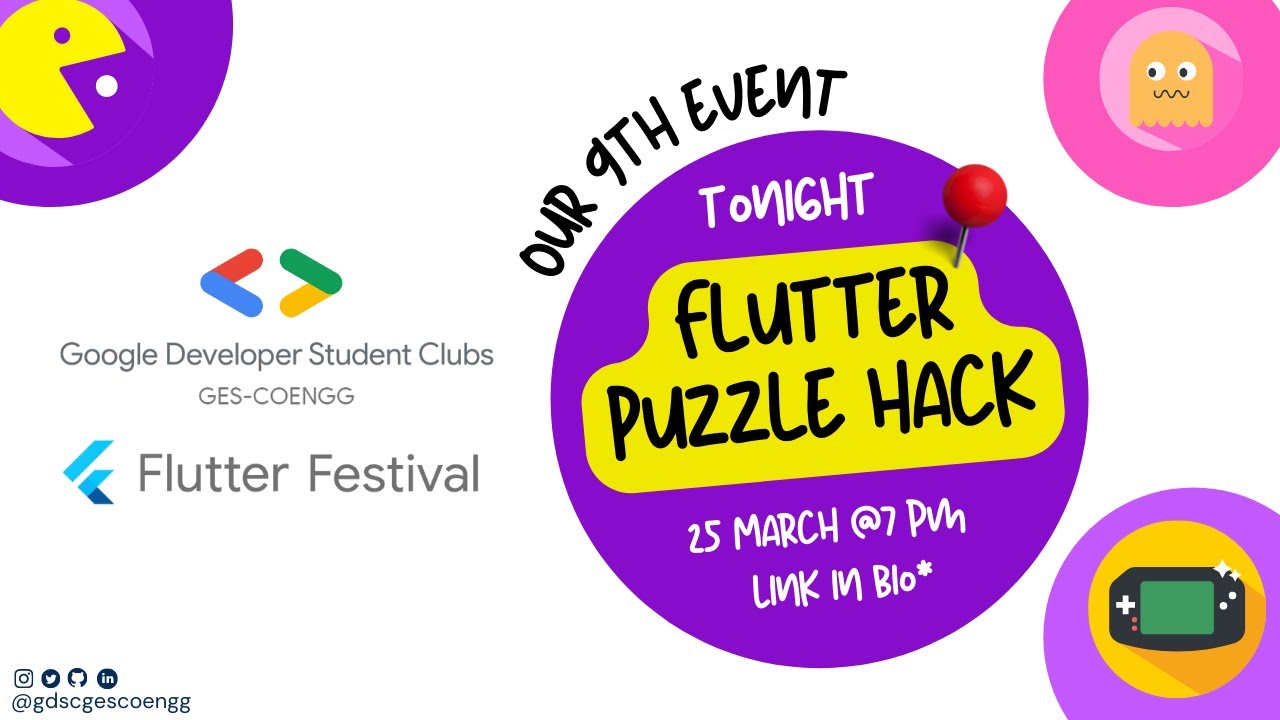 OUR 9TH EVENT
TONIGHT
FLUTTER
PUZZLE HACK
25 MARCH @7 PM
LINK IN BIO*
Google Developer Student Clubs
GES-COENGG
Flutter Festival
@gdscgescoengg